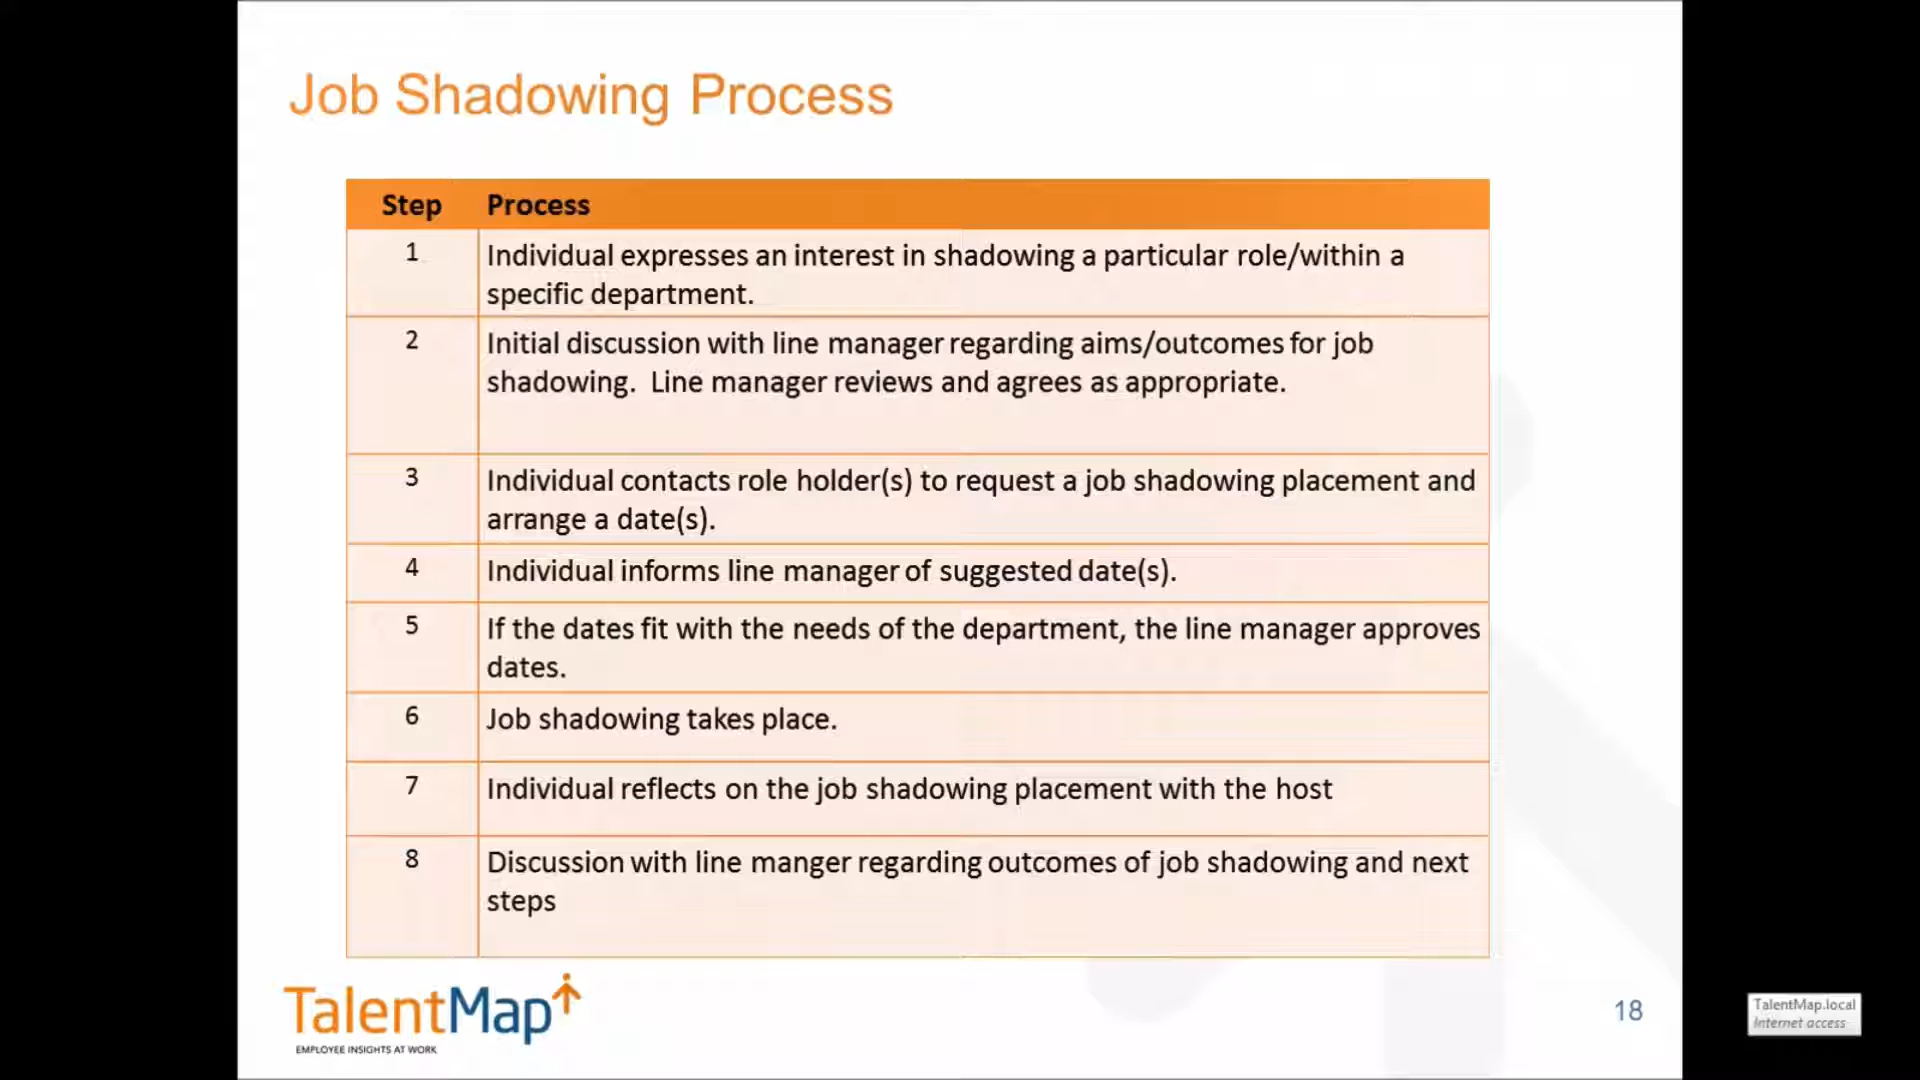 Job Shadowing Process
Step Process
1 Individual expresses an interest in shadowing a particular role/within a
specific department.
2 Initial discussion with line manager regarding aims/outcomes for job
shadowing.  Line manager reviews and agrees as appropriate.
3 Individual contacts role holder(s) to request a job shadowing placement and
arrange a date(s).
4 Individual informs line manager of suggested date(s).
5 If the dates fit with the needs of the department, the line manager approves
dates.
6 Job shadowing takes place.
7 Individual reflects on the job shadowing placement with the host
8 Discussion with line manger regarding outcomes of job shadowing and next
steps
TalentMap
EMPLOYEE INSIGHTS AT WORK
18
TalentMap.local
Internet access